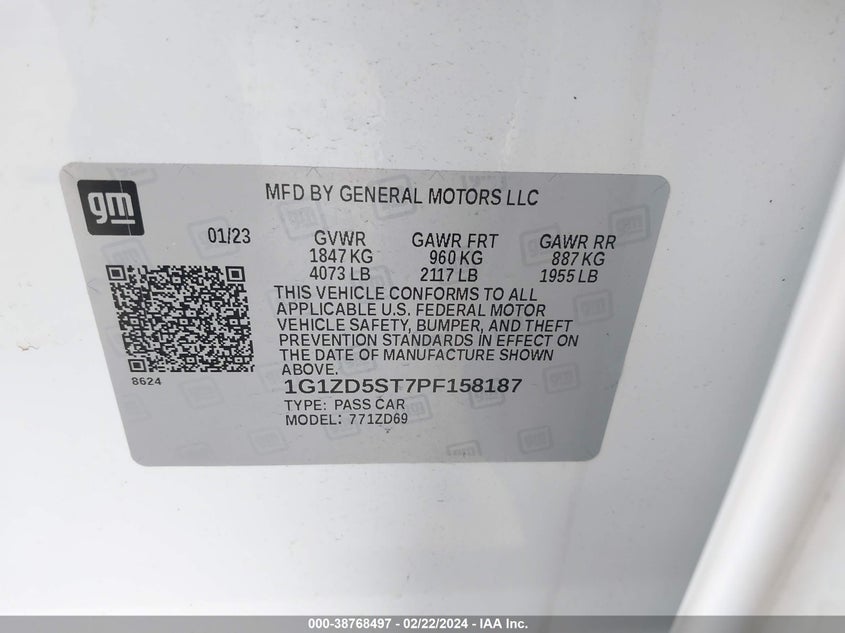 gm
MFD BY GENERAL MOTORS LLC
01/23 GVWR GAWR FRT GAWR RR
1847 KG 960 KG 887 KG
4073 LB 2117 LB 1955 LB
THIS VEHICLE CONFORMS TO ALL
APPLICABLE U.S. FEDERAL MOTOR
VEHICLE SAFETY, BUMPER, AND THEFT
PREVENTION STANDARDS IN EFFECT ON
THE DATE OF MANUFACTURE SHOWN
ABOVE.
8624
1G1ZD5ST7PF158187
TYPE: PASS CAR
MODEL: 771ZD69
000-38768497 - 02/22/2024 - IAA